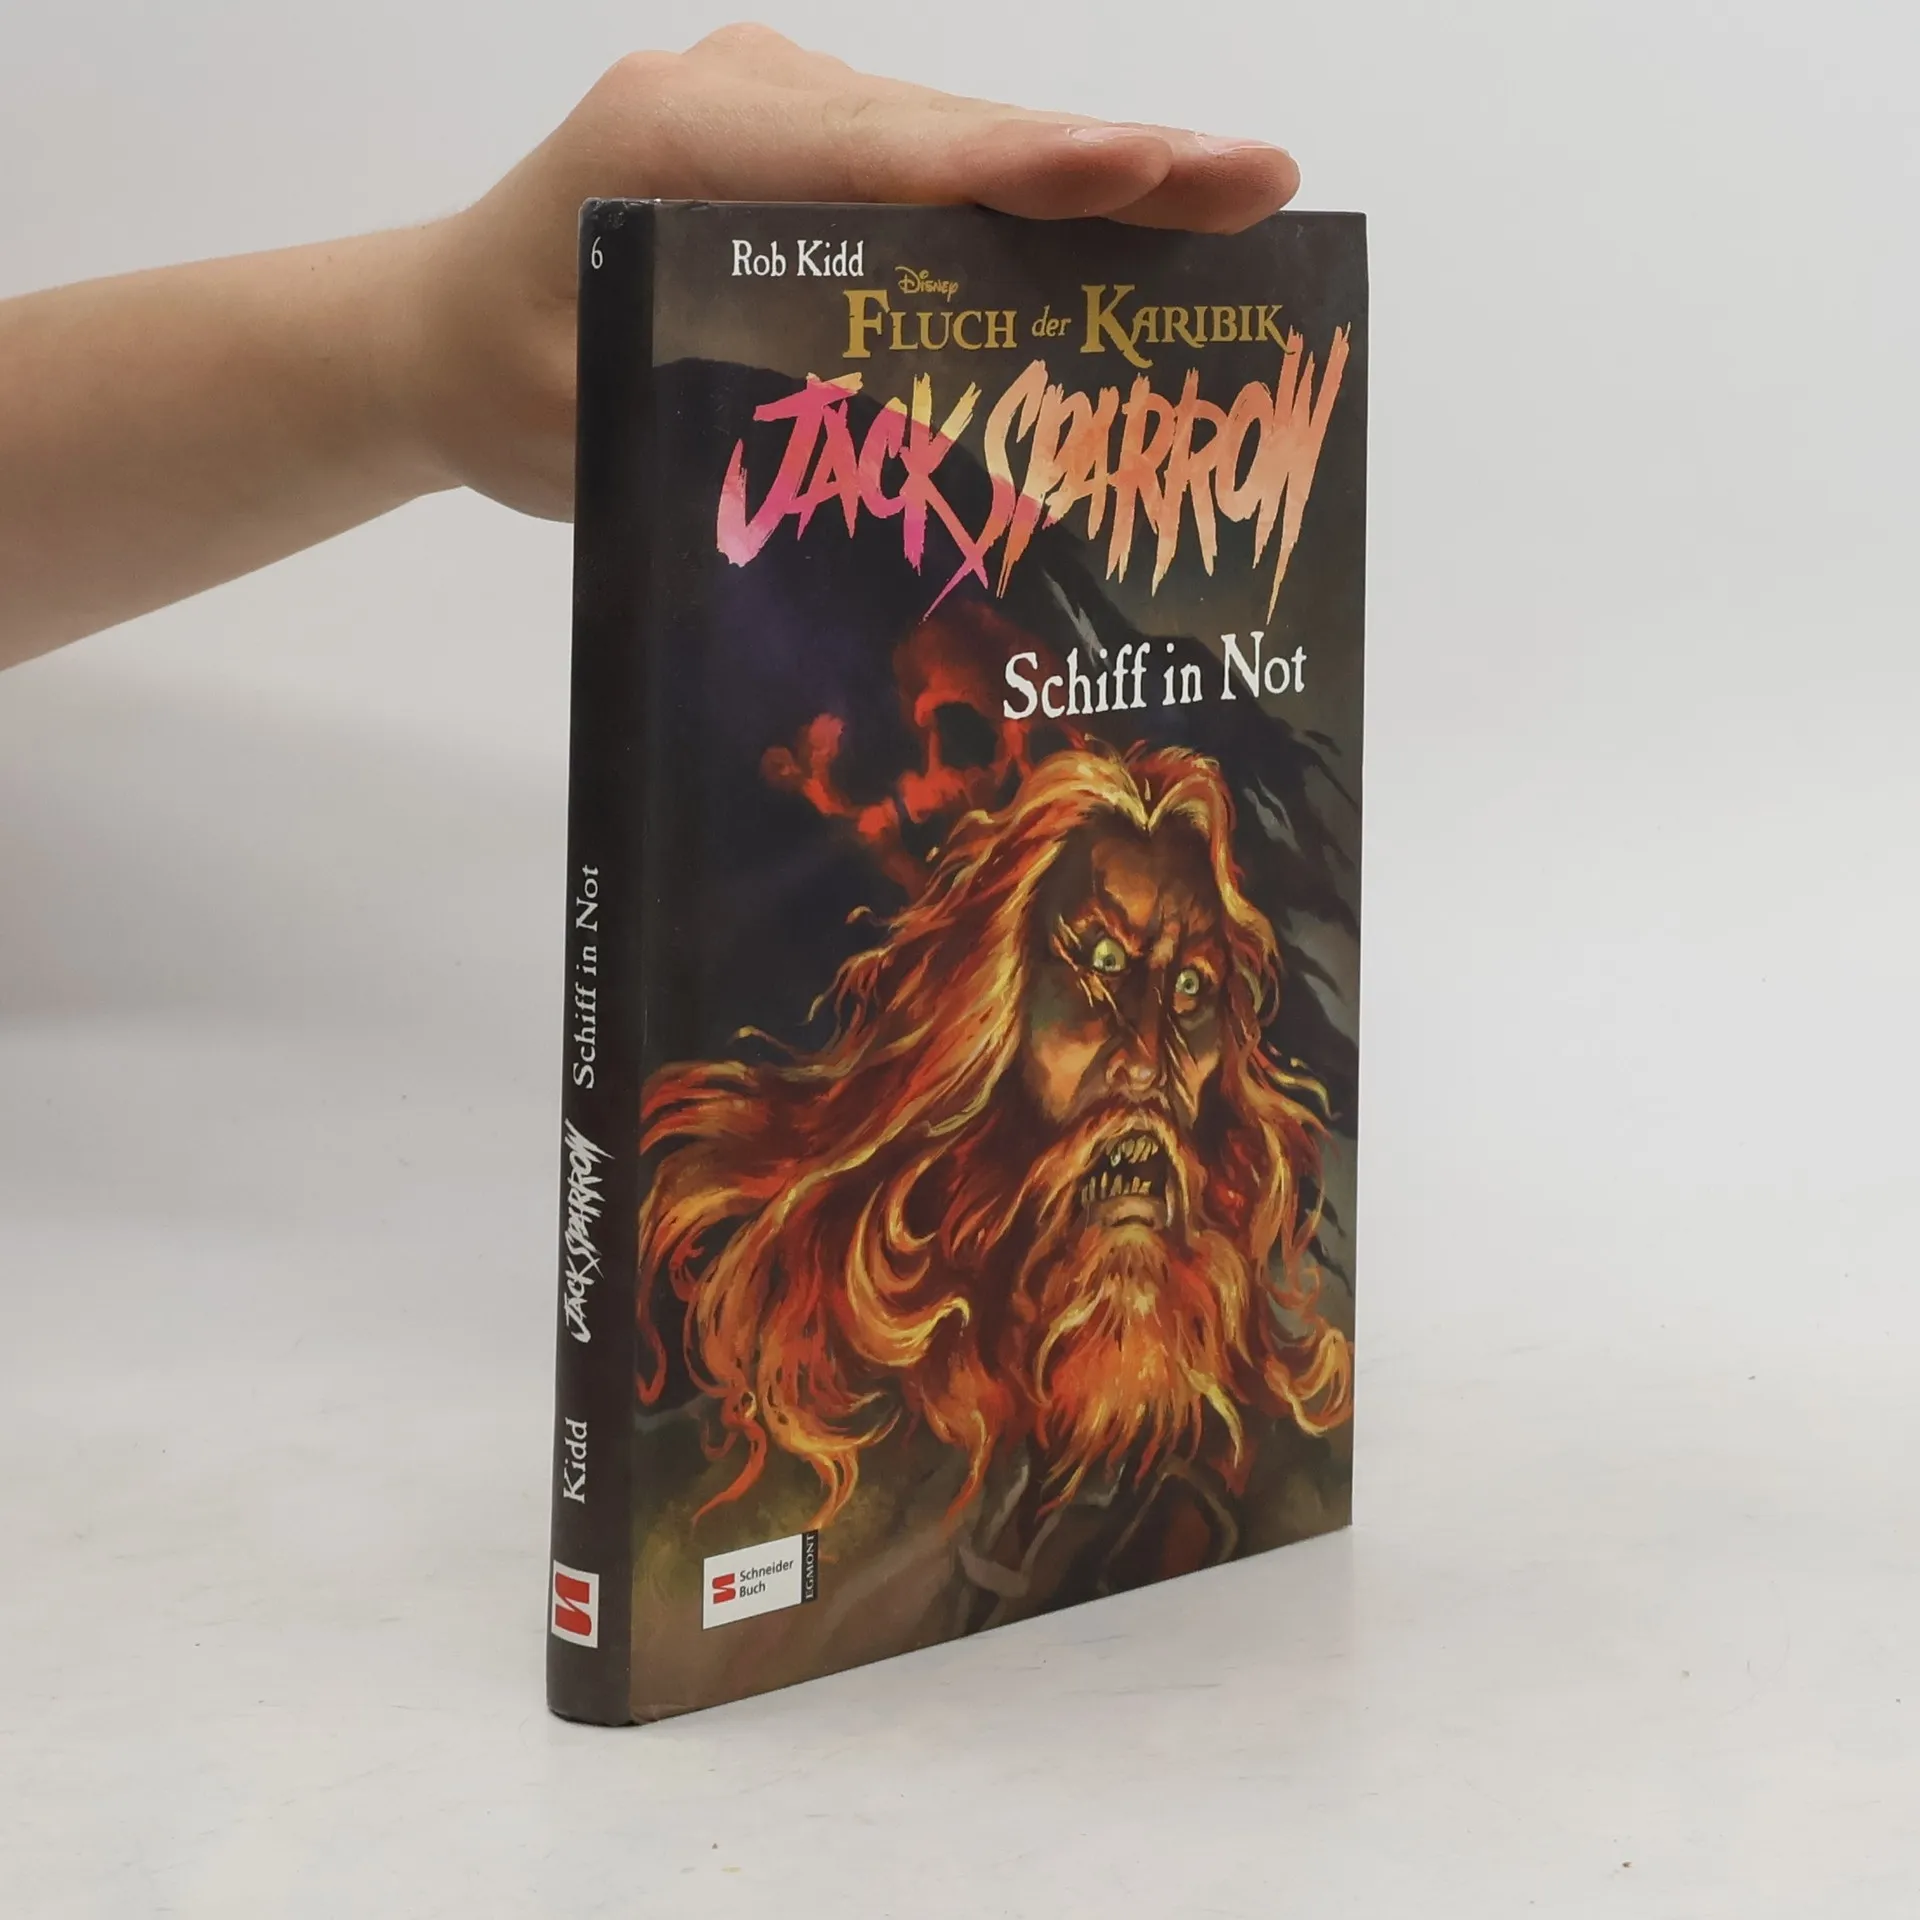 6
Rob Kidd
Disney
FLUCH der KARIBIK
JACK SPARROW
Schiff in Not
Kidd JACK SPARROW Schiff in Not
Schneider
Buch
EGMONT